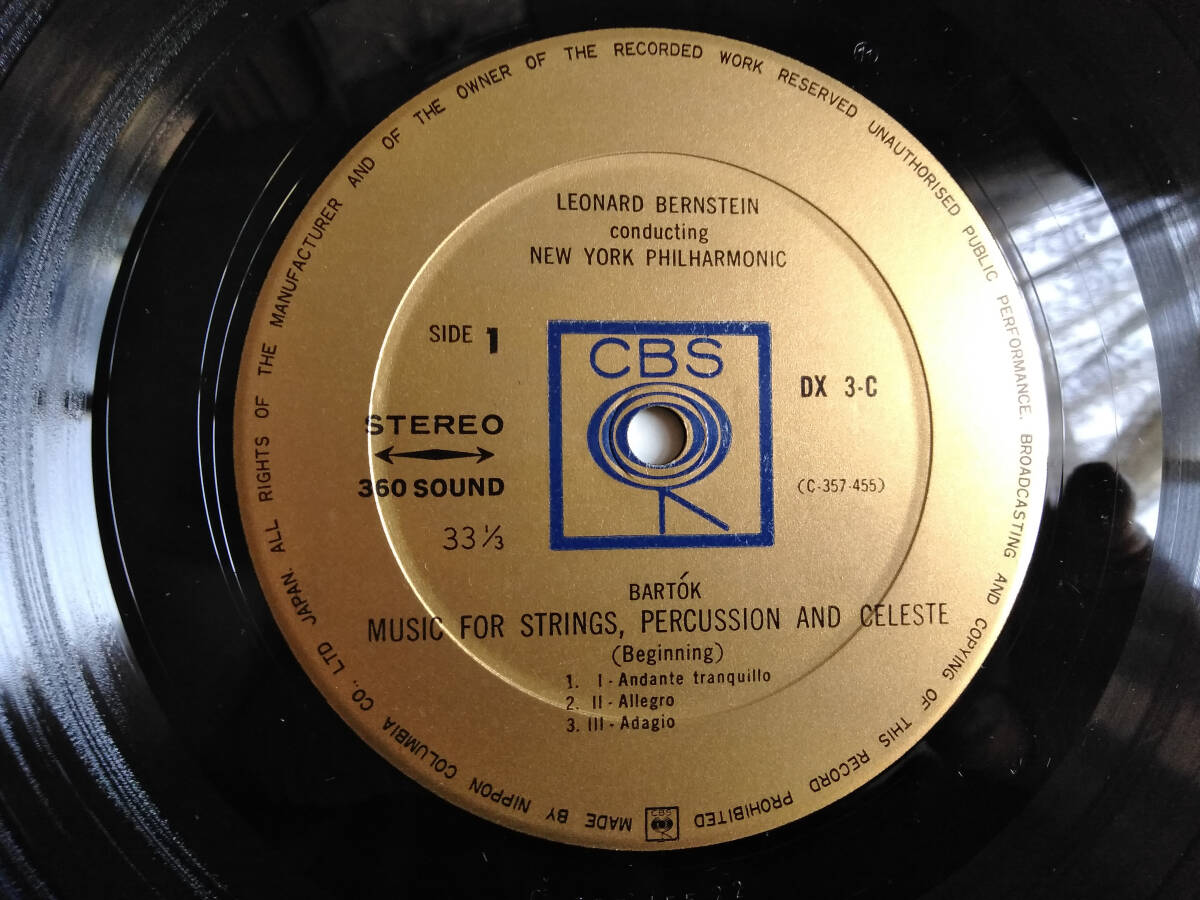 LEONARD BERNSTEIN
conducting
NEW YORK PHILHARMONIC
SIDE 1
CBS
DX 3-C
STEREO
360 SOUND
(C-357-455)
33 ⅓
BARTÓK
MUSIC FOR STRINGS, PERCUSSION AND CELESTE
(Beginning)
1. I - Andante tranquillo
2. II - Allegro
3. III - Adagio
MADE BY NIPPON COLUMBIA CO., LTD JAPAN. ALL RIGHTS OF THE MANUFACTURER AND OF THE OWNER OF THE RECORDED WORK RESERVED UNAUTHORISED PUBLIC PERFORMANCE, BROADCASTING AND COPYING OF THIS RECORD PROHIBITED
CBS